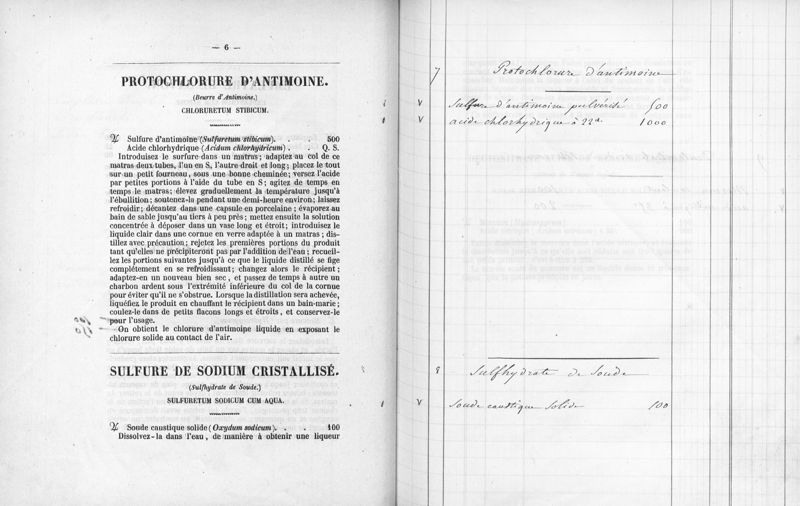 — 6 —
PROTOCHLORURE D'ANTIMOINE.
(Beurre d'Antimoine.)
CHLORURETUM STIBICUM.
♃ Sulfure d'antimoine (Sulfuretum stibicum). . . 500
Acide chlorhydrique (Acidum chlorhyitricum) . . Q. S.
Introduisez le surfure dans un matras; adaptez au col de ce
matras deux tubes, l'un en S, l'autre droit et long; placez le tout
sur un petit fourneau, sous une bonne cheminée; versez l'acide
par petites portions à l'aide du tube en S; agitez de temps en
temps le matras; élevez graduellement la température jusqu'à
l'ébullition; soutenez-la pendant une demi-heure environ; laissez
refroidir; décantez dans une capsule en porcelaine; évaporez au
bain de sable jusqu'au tiers à peu près; mettez ensuite la solution
concentrée à déposer dans un vase long et étroit; introduisez le
liquide clair dans une cornue en verre adaptée à un matras; dis-
tillez avec précaution; rejetez les premières portions du produit
tant qu'elles ne précipiteront pas par l'addition de l'eau; recueil-
lez les portions suivantes jusqu'à ce que le liquide distillé se fige
complétement en se refroidissant; changez alors le récipient;
adaptez-en un nouveau bien sec, et passez de temps à autre un
charbon ardent sous l'extrémité inférieure du col de la cornue
pour éviter qu'il ne s'obstrue. Lorsque la distillation sera achevée,
liquéfiez le produit en chauffant le récipient dans un bain-marie;
coulez-le dans de petits flacons longs et étroits, et conservez-le
pour l'usage.
On obtient le chlorure d'antimoine liquide en exposant le
chlorure solide au contact de l'air.
SULFURE DE SODIUM CRISTALLISÉ.
(Sulfhydrate de Soude.)
SULFURETUM SODICUM CUM AQUA.
♃ Soude caustique solide (Oxydum sodicum). . . 100
Dissolvez-la dans l'eau, de manière à obtenir une liqueur
7 Protochlorure d'antimoine
1 v Sulfure d'antimoine pulvérisé 500
1 v acide chlorhydrique à 22d. 1000
8 Sulfhydrate de Soude
1 v Soude caustique solide 100